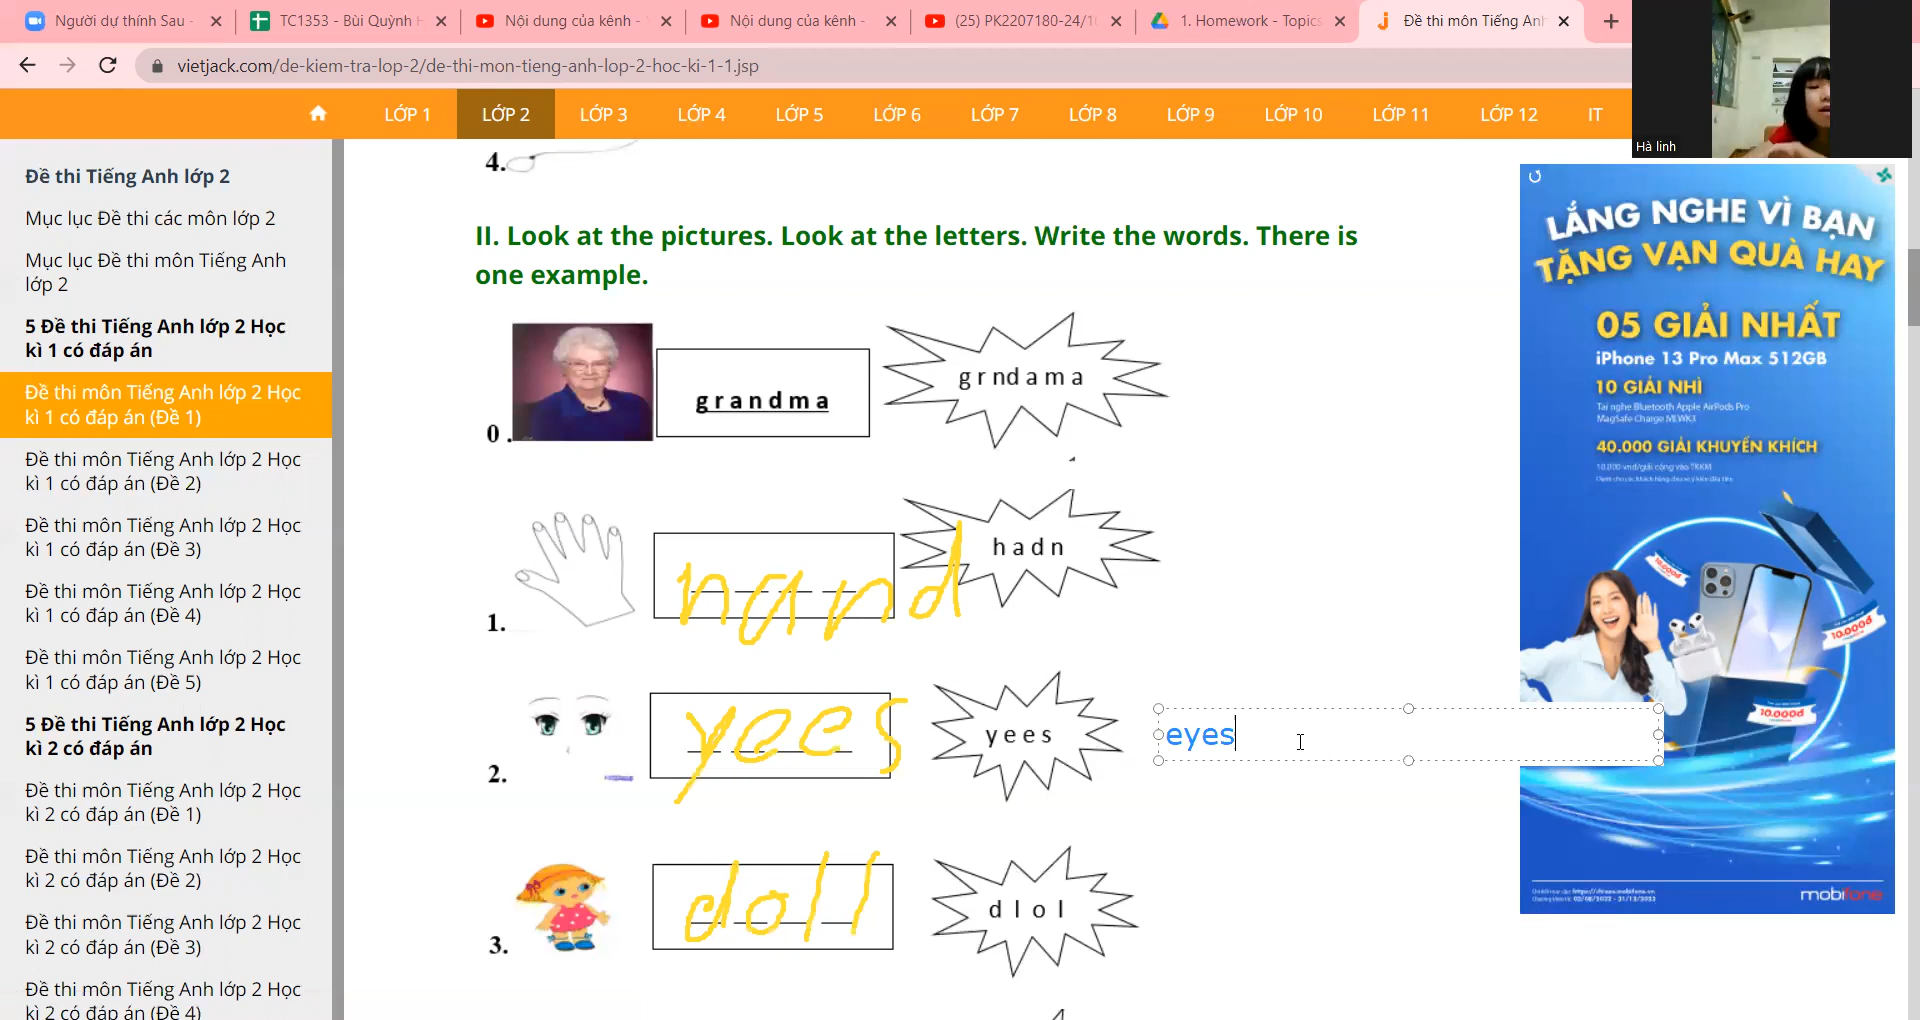 Người dự thính Sau -
TC1353 - Bùi Quỳnh H
Nội dung của kênh -
Nội dung của kênh -
(25) PK2207180-24/1
1. Homework - Topics
Đề thi môn Tiếng Anh
vietjack.com/de-kiem-tra-lop-2/de-thi-mon-tieng-anh-lop-2-hoc-ki-1-1.jsp
LỚP 1 LỚP 2 LỚP 3 LỚP 4 LỚP 5 LỚP 6 LỚP 7 LỚP 8 LỚP 9 LỚP 10 LỚP 11 LỚP 12 IT
Hà linh
Đề thi Tiếng Anh lớp 2
Mục lục Đề thi các môn lớp 2
Mục lục Đề thi môn Tiếng Anh
lớp 2
5 Đề thi Tiếng Anh lớp 2 Học
kì 1 có đáp án
Đề thi môn Tiếng Anh lớp 2 Học
kì 1 có đáp án (Đề 1)
Đề thi môn Tiếng Anh lớp 2 Học
kì 1 có đáp án (Đề 2)
Đề thi môn Tiếng Anh lớp 2 Học
kì 1 có đáp án (Đề 3)
Đề thi môn Tiếng Anh lớp 2 Học
kì 1 có đáp án (Đề 4)
Đề thi môn Tiếng Anh lớp 2 Học
kì 1 có đáp án (Đề 5)
5 Đề thi Tiếng Anh lớp 2 Học
kì 2 có đáp án
Đề thi môn Tiếng Anh lớp 2 Học
kì 2 có đáp án (Đề 1)
Đề thi môn Tiếng Anh lớp 2 Học
kì 2 có đáp án (Đề 2)
Đề thi môn Tiếng Anh lớp 2 Học
kì 2 có đáp án (Đề 3)
Đề thi môn Tiếng Anh lớp 2 Học
kì 2 có đáp án (Đề 4)
4.
II. Look at the pictures. Look at the letters. Write the words. There is
one example.
0 . g r a n d m a g r nd a m a
1. hand h a d n
2. yees y e e s eyes
3. doll d l o l
LẮNG NGHE VÌ BẠN
TẶNG VẠN QUÀ HAY
05 GIẢI NHẤT
iPhone 13 Pro Max 512GB
10 GIẢI NHÌ
Tai nghe Bluetooth Apple AirPods Pro
MagSafe Charge MLWK3
40.000 GIẢI KHUYẾN KHÍCH
10.000đ
10.000đ
mobifone